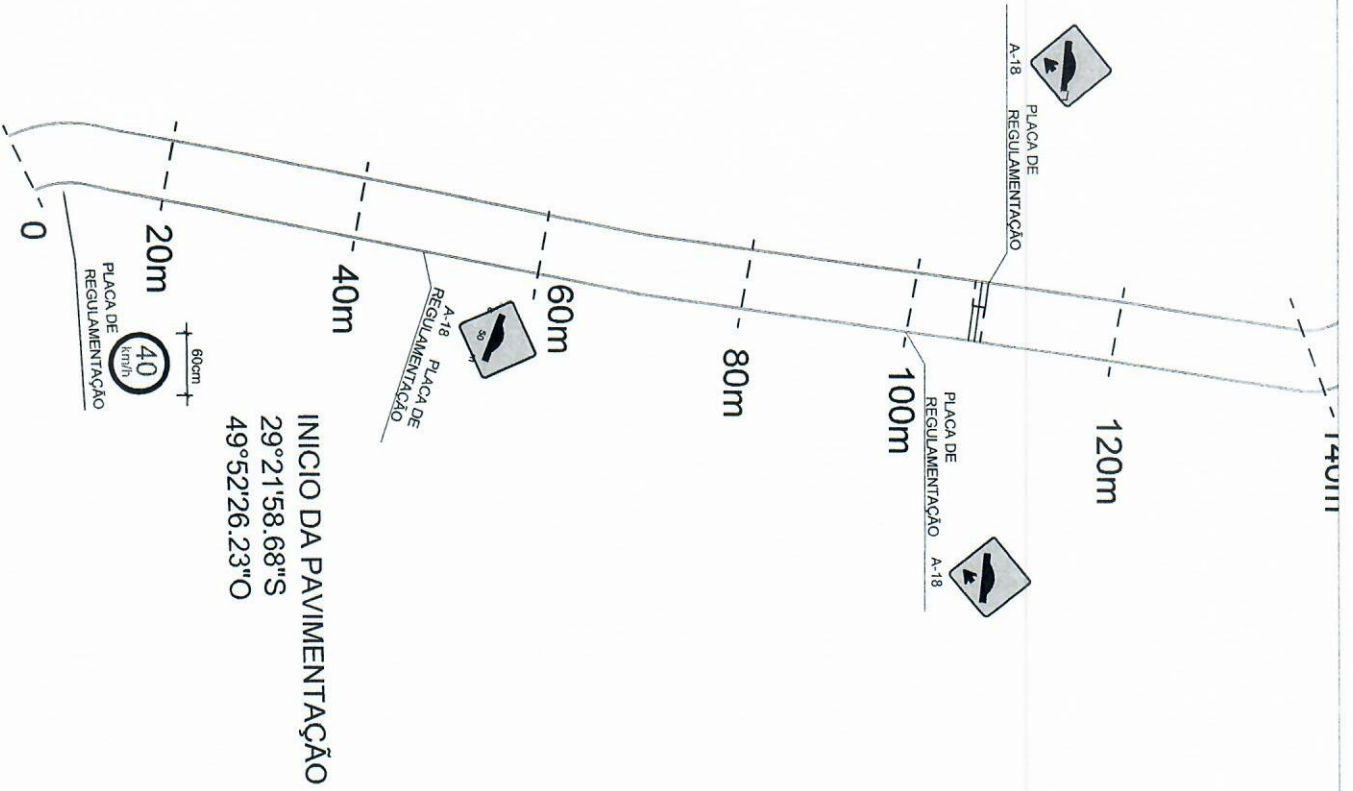 A-18
PLACA DE
REGULAMENTAÇÃO
0
20m
40m
60m
80m
100m
120m
140m
PLACA DE
REGULAMENTAÇÃO
40
km/h
60cm
A-18 PLACA DE
REGULAMENTAÇÃO
PLACA DE
REGULAMENTAÇÃO
A-18
INICIO DA PAVIMENTAÇÃO
29°21'58.68"S
49°52'26.23"O